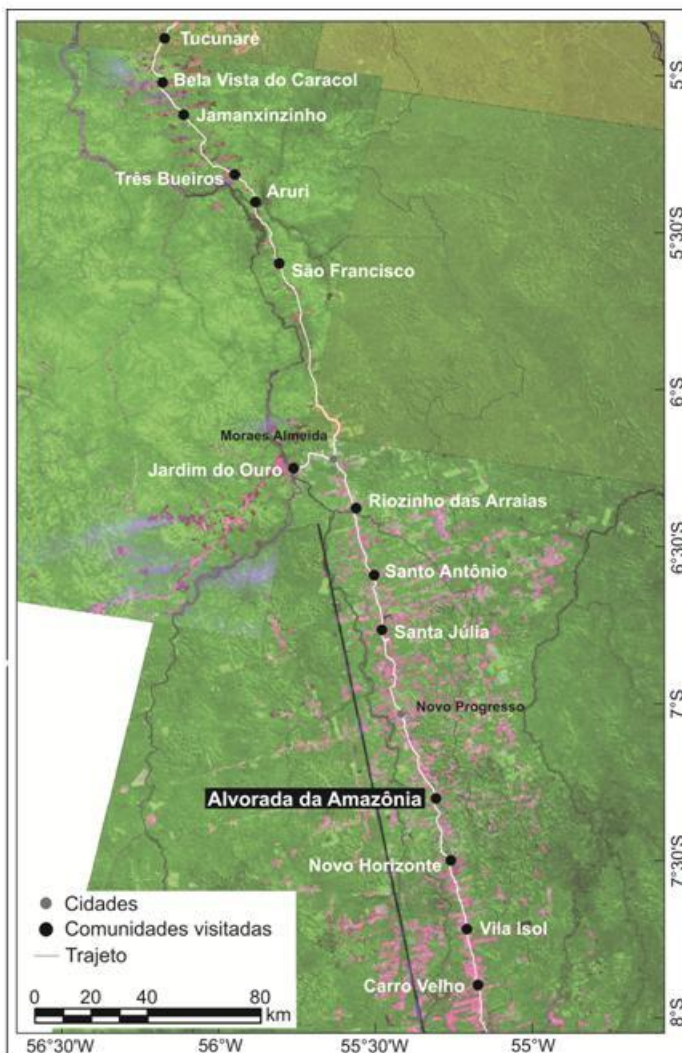 Tucunaré
5°S
Bela Vista do Caracol
Jamanxinzinho
Três Bueiros
Aruri
5°30'S
São Francisco
6°S
Moraes Almeida
Jardim do Ouro
Riozinho das Arraias
6°30'S
Santo Antônio
Santa Júlia
7°S
Novo Progresso
Alvorada da Amazônia
Novo Horizonte
7°30'S
Cidades
Comunidades visitadas
Vila Isol
Trajeto
Carro Velho
0 20 40 80
km
8°S
56°30'W 56°W 55°30'W 55°W